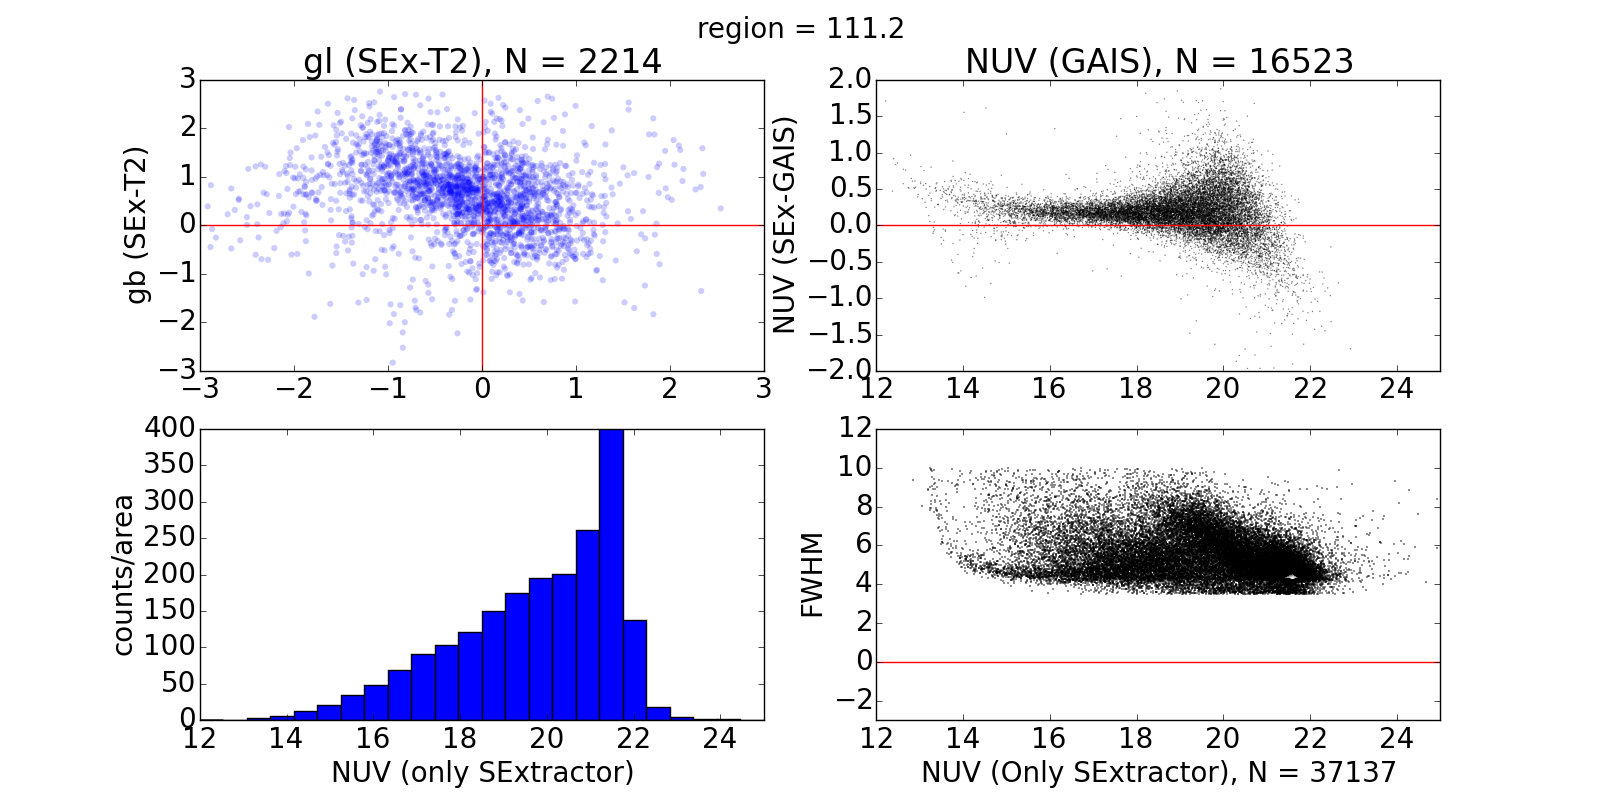 region = 111.2
gl (SEx-T2), N = 2214
NUV (GAIS), N = 16523
gb (SEx-T2)
3
2
1
0
−1
−2
−3
−3 −2 −1 0 1 2 3
NUV (SEx-GAIS)
2.0
1.5
1.0
0.5
0.0
−0.5
−1.0
−1.5
−2.0
12 14 16 18 20 22 24
counts/area
400
350
300
250
200
150
100
50
0
12 14 16 18 20 22 24
NUV (only SExtractor)
FWHM
12
10
8
6
4
2
0
−2
12 14 16 18 20 22 24
NUV (Only SExtractor), N = 37137